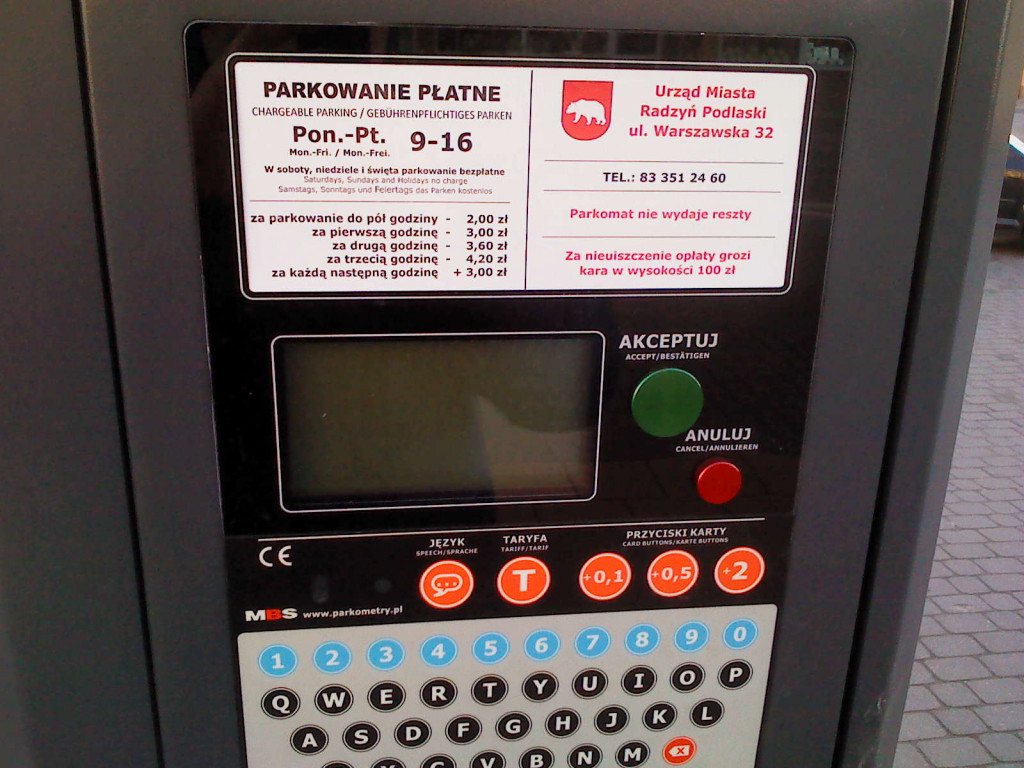 PARKOWANIE PŁATNE
CHARGEABLE PARKING / GEBÜHRENPFLICHTIGES PARKEN
Pon.-Pt. 9-16
Mon.-Fri. / Mon.-Frei.
W soboty, niedziele i święta parkowanie bezpłatne
Saturdays, Sundays and Holidays no charge
Samstags, Sonntags und Feiertags das Parken kostenlos
za parkowanie do pół godziny - 2,00 zł
za pierwszą godzinę - 3,00 zł
za drugą godzinę - 3,60 zł
za trzecią godzinę - 4,20 zł
za każdą następną godzinę + 3,00 zł
Urząd Miasta
Radzyń Podlaski
ul. Warszawska 32
TEL.: 83 351 24 60
Parkomat nie wydaje reszty
Za nieuiszczenie opłaty grozi
kara w wysokości 100 zł
AKCEPTUJ
ACCEPT/BESTÄTIGEN
ANULUJ
CANCEL/ANNULIEREN
CE
JĘZYK
SPEECH/SPRACHE
TARYFA
TARIFF/TARIF
PRZYCISKI KARTY
CARD BUTTONS/KARTE BUTTONS
T +0,1 +0,5 +2
MBS www.parkometry.pl
1 2 3 4 5 6 7 8 9 0
Q W E R T Y U I O P
A S D F G H J K L
X C V B N M